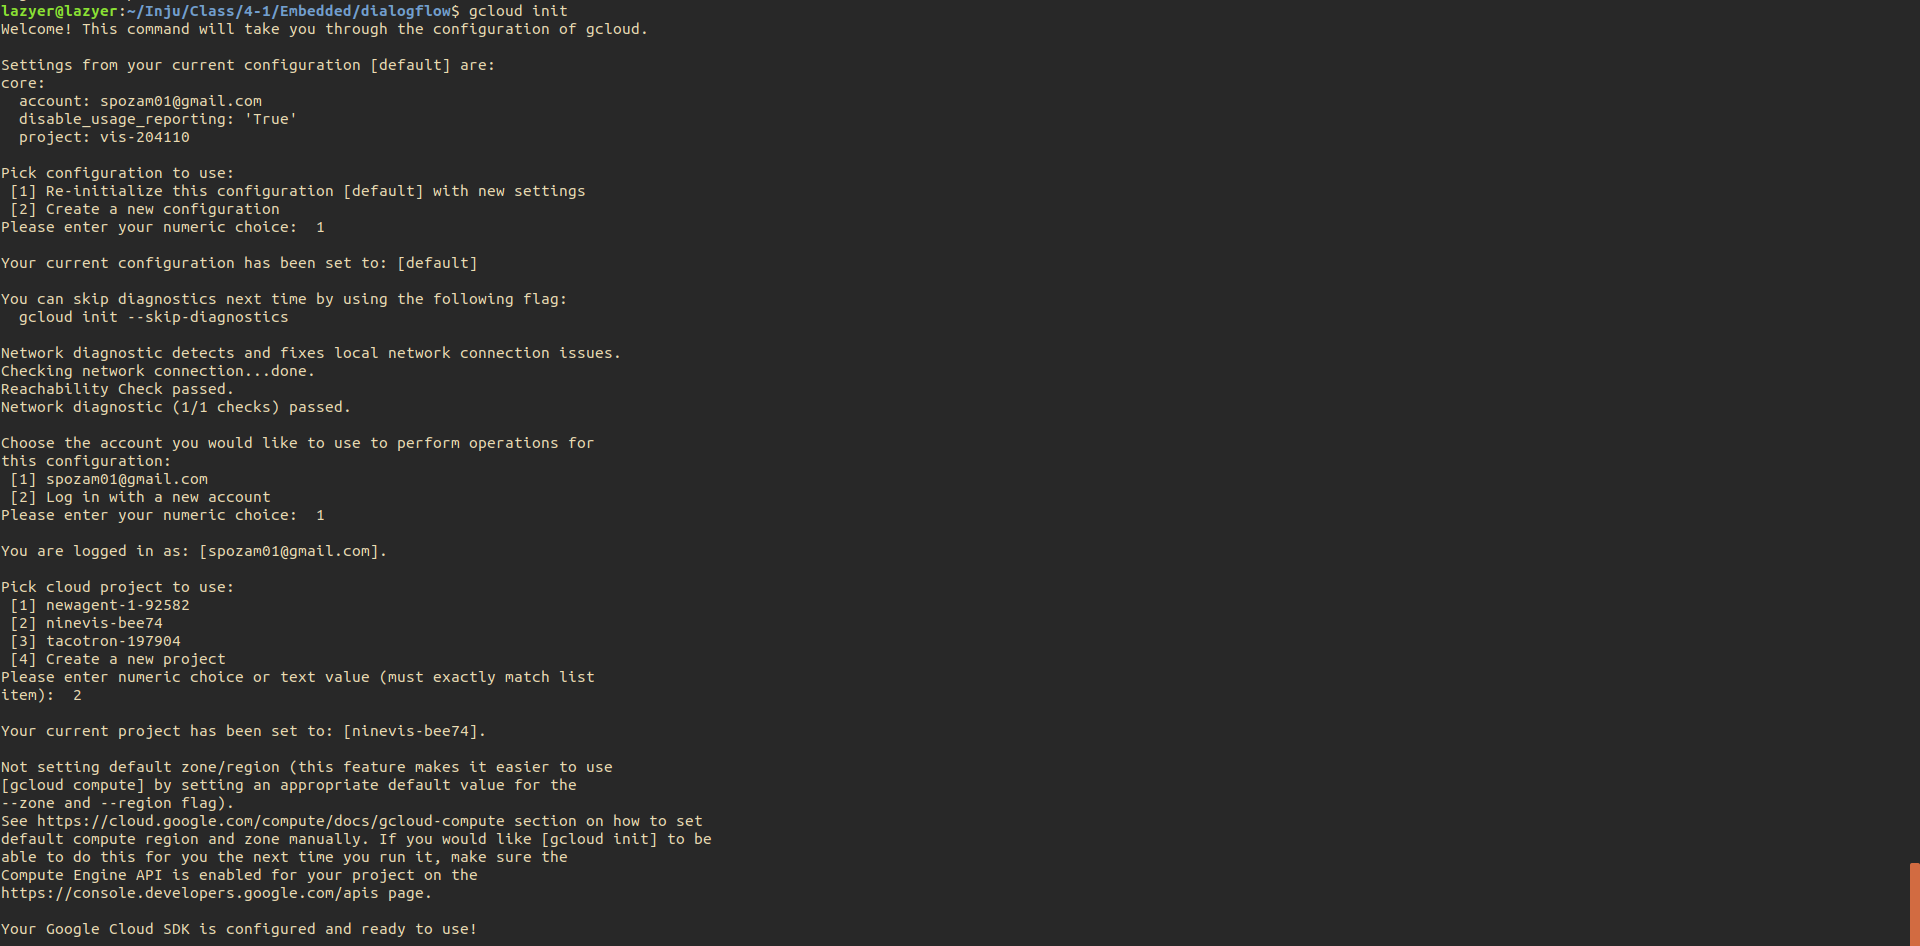 lazyer@lazyer:~/Inju/Class/4-1/Embedded/dialogflow$ gcloud init
Welcome! This command will take you through the configuration of gcloud.
Settings from your current configuration [default] are:
core:
  account: spozam01@gmail.com
  disable_usage_reporting: 'True'
  project: vis-204110
Pick configuration to use:
 [1] Re-initialize this configuration [default] with new settings
 [2] Create a new configuration
Please enter your numeric choice:  1
Your current configuration has been set to: [default]
You can skip diagnostics next time by using the following flag:
  gcloud init --skip-diagnostics
Network diagnostic detects and fixes local network connection issues.
Checking network connection...done.
Reachability Check passed.
Network diagnostic (1/1 checks) passed.
Choose the account you would like to use to perform operations for
this configuration:
 [1] spozam01@gmail.com
 [2] Log in with a new account
Please enter your numeric choice:  1
You are logged in as: [spozam01@gmail.com].
Pick cloud project to use:
 [1] newagent-1-92582
 [2] ninevis-bee74
 [3] tacotron-197904
 [4] Create a new project
Please enter numeric choice or text value (must exactly match list
item):  2
Your current project has been set to: [ninevis-bee74].
Not setting default zone/region (this feature makes it easier to use
[gcloud compute] by setting an appropriate default value for the
--zone and --region flag).
See https://cloud.google.com/compute/docs/gcloud-compute section on how to set
default compute region and zone manually. If you would like [gcloud init] to be
able to do this for you the next time you run it, make sure the
Compute Engine API is enabled for your project on the
https://console.developers.google.com/apis page.
Your Google Cloud SDK is configured and ready to use!